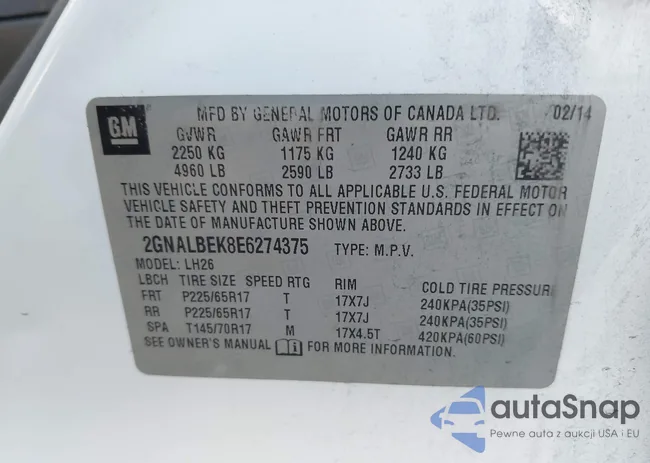 GM
MFD BY GENERAL MOTORS OF CANADA LTD. 02/14
GVWR GAWR FRT GAWR RR
2250 KG 1175 KG 1240 KG
4960 LB 2590 LB 2733 LB
THIS VEHICLE CONFORMS TO ALL APPLICABLE U.S. FEDERAL MOTOR
VEHICLE SAFETY AND THEFT PREVENTION STANDARDS IN EFFECT ON
THE DATE OF MANUFACTURE SHOWN ABOVE.
2GNALBEK8E6274375 TYPE: M.P.V.
MODEL: LH26
LBCH TIRE SIZE SPEED RTG RIM COLD TIRE PRESSUR
FRT P225/65R17 T 17X7J 240KPA(35PSI)
RR P225/65R17 T 17X7J 240KPA(35PSI)
SPA T145/70R17 M 17X4.5T 420KPA(60PSI)
SEE OWNER'S MANUAL FOR MORE INFORMATION.
autaSnap
Pewne auta z aukcji USA i EU